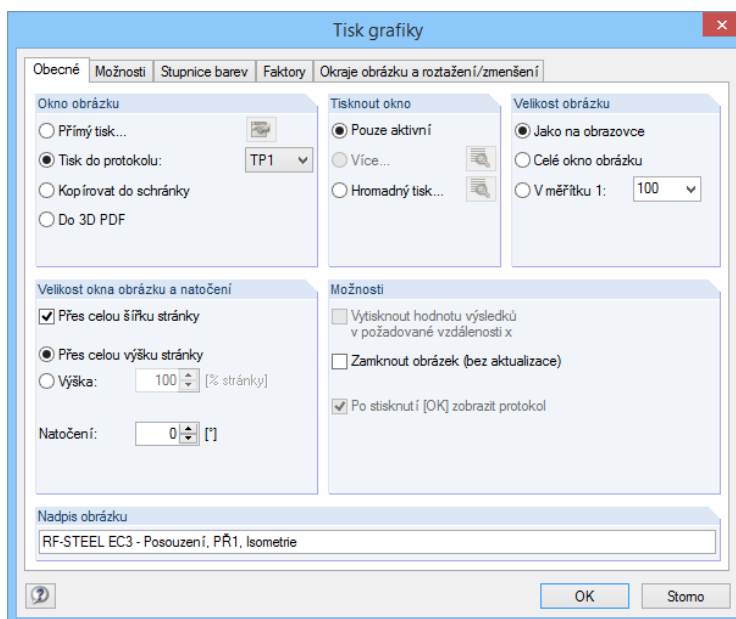 Tisk grafiky
Obecné Možnosti Stupnice barev Faktory Okraje obrázku a roztažení/zmenšení
Okno obrázku
Přímý tisk...
Tisk do protokolu: TP1
Kopírovat do schránky
Do 3D PDF
Tisknout okno
Pouze aktivní
Více...
Hromadný tisk...
Velikost obrázku
Jako na obrazovce
Celé okno obrázku
V měřítku 1: 100
Velikost okna obrázku a natočení
Přes celou šířku stránky
Přes celou výšku stránky
Výška: 100 [% stránky]
Natočení: 0 [°]
Možnosti
Vytisknout hodnotu výsledků
v požadované vzdálenosti x
Zamknout obrázek (bez aktualizace)
Po stisknutí [OK] zobrazit protokol
Nadpis obrázku
RF-STEEL EC3 - Posouzení, PŘ1, Isometrie
OK Storno